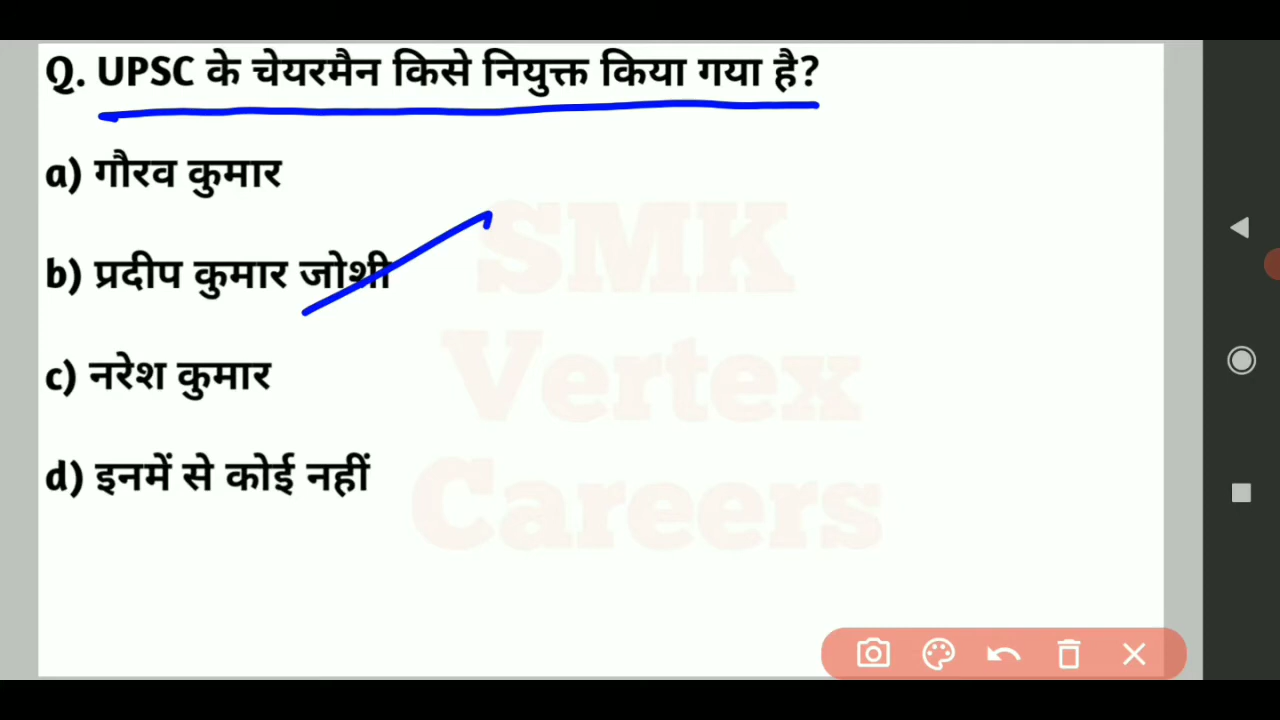 Q. UPSC के चेयरमैन किसे नियुक्त किया गया है?
a) गौरव कुमार
b) प्रदीप कुमार जोशी
c) नरेश कुमार
d) इनमें से कोई नहीं
SMK
Vertex
Careers